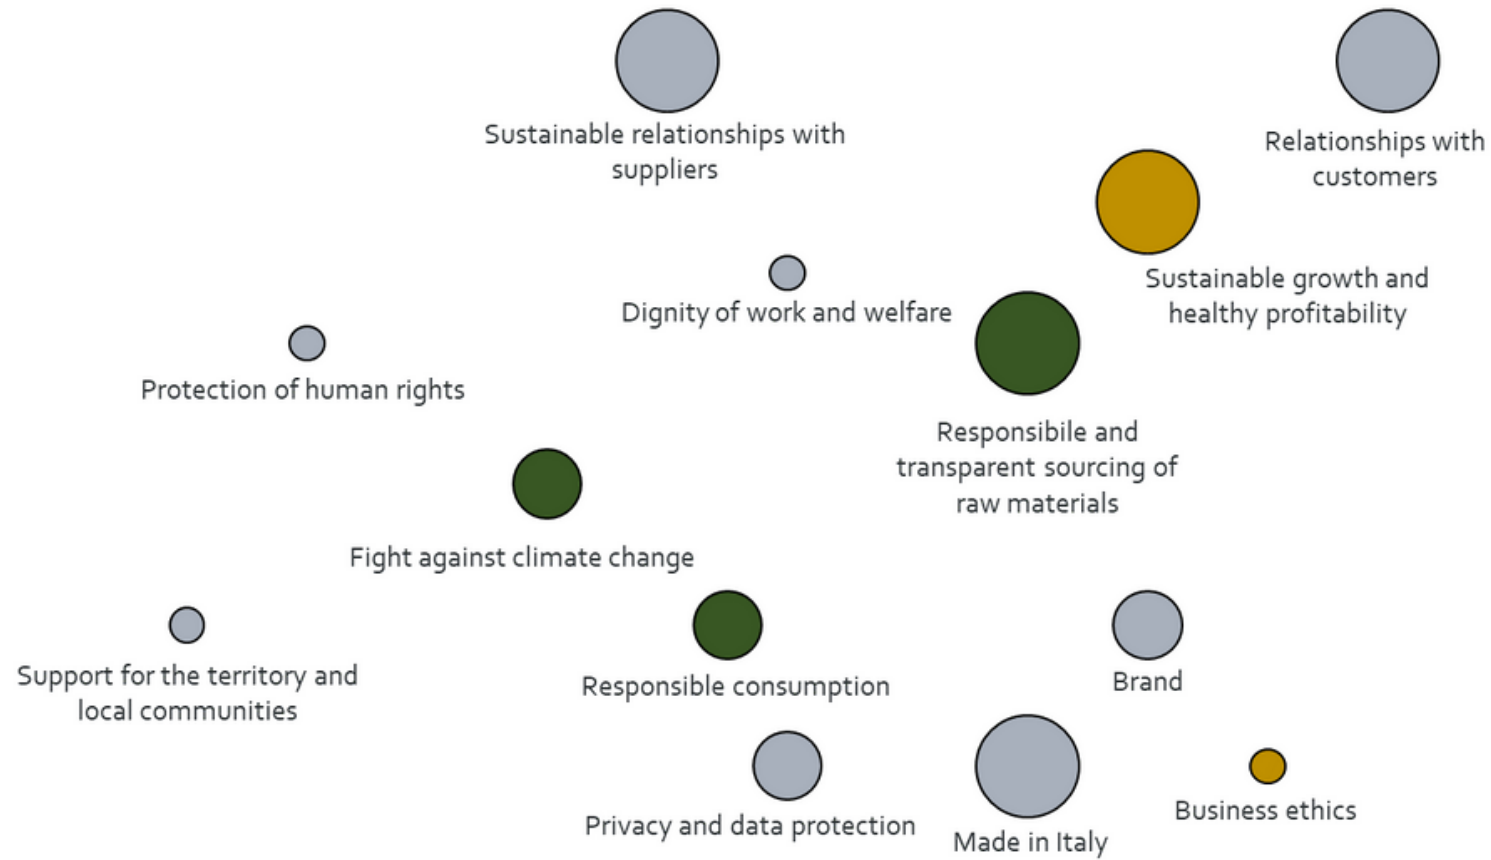 Sustainable relationships with
suppliers
Relationships with
customers
Sustainable growth and
healthy profitability
Dignity of work and welfare
Protection of human rights
Responsibile and
transparent sourcing of
raw materials
Fight against climate change
Support for the territory and
local communities
Responsible consumption
Brand
Privacy and data protection
Made in Italy
Business ethics